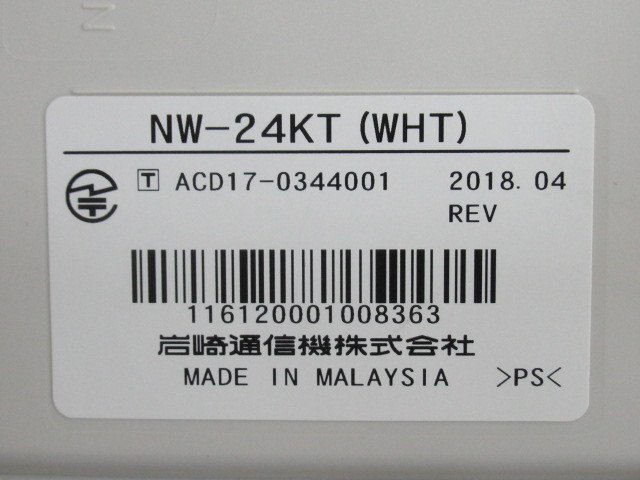 NW-24KT (WHT)
T ACD17-0344001 2018.04
REV
116120001008363
岩崎通信機株式会社
MADE IN MALAYSIA >PS<